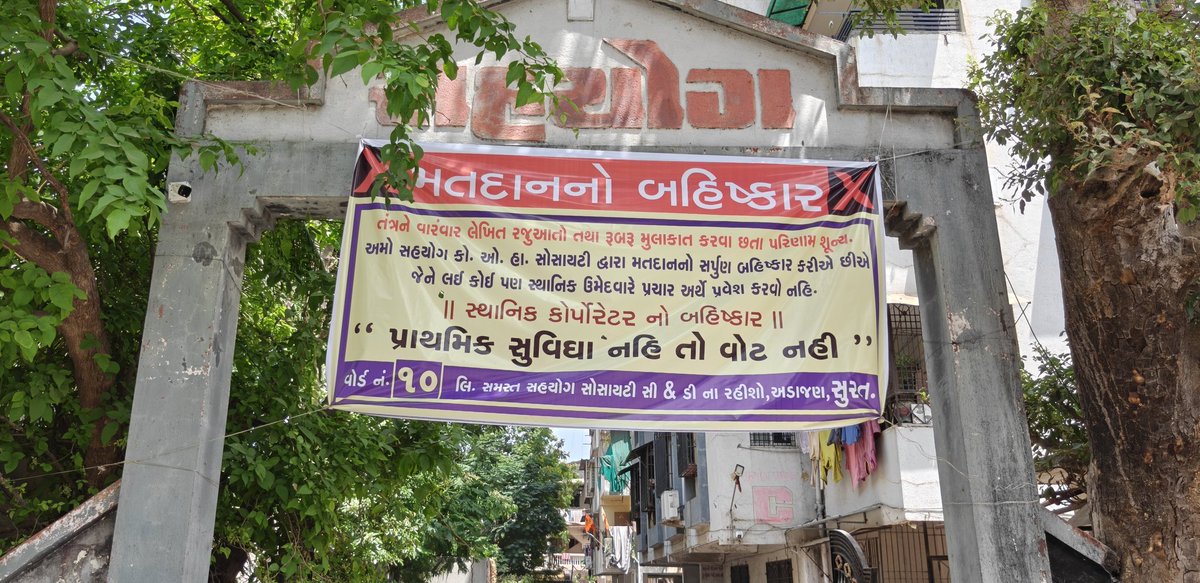 સહયોગ
મતદાનનો બહિષ્કાર
તંત્રને વારંવાર લેખિત રજુઆતો તથા રૂબરૂ મુલાકાત કરવા છતા પરિણામ શૂન્ય.
અમો સહયોગ કો. ઓ. હા. સોસાયટી દ્વારા મતદાનનો સર્પુણ બહિષ્કાર કરીએ છીએ
જેને લઈ કોઈ પણ સ્થાનિક ઉમેદવારે પ્રચાર અર્થે પ્રવેશ કરવો નહિ.
|| સ્થાનિક કોર્પોરેટર નો બહિષ્કાર ||
“ પ્રાથમિક સુવિધા નહિ તો વોટ નહી ”
વોર્ડ નં. ૧૦ લિ. સમસ્ત સહયોગ સોસાયટી સી & ડી ના રહીશો,અડાજણ,સુરત.
C